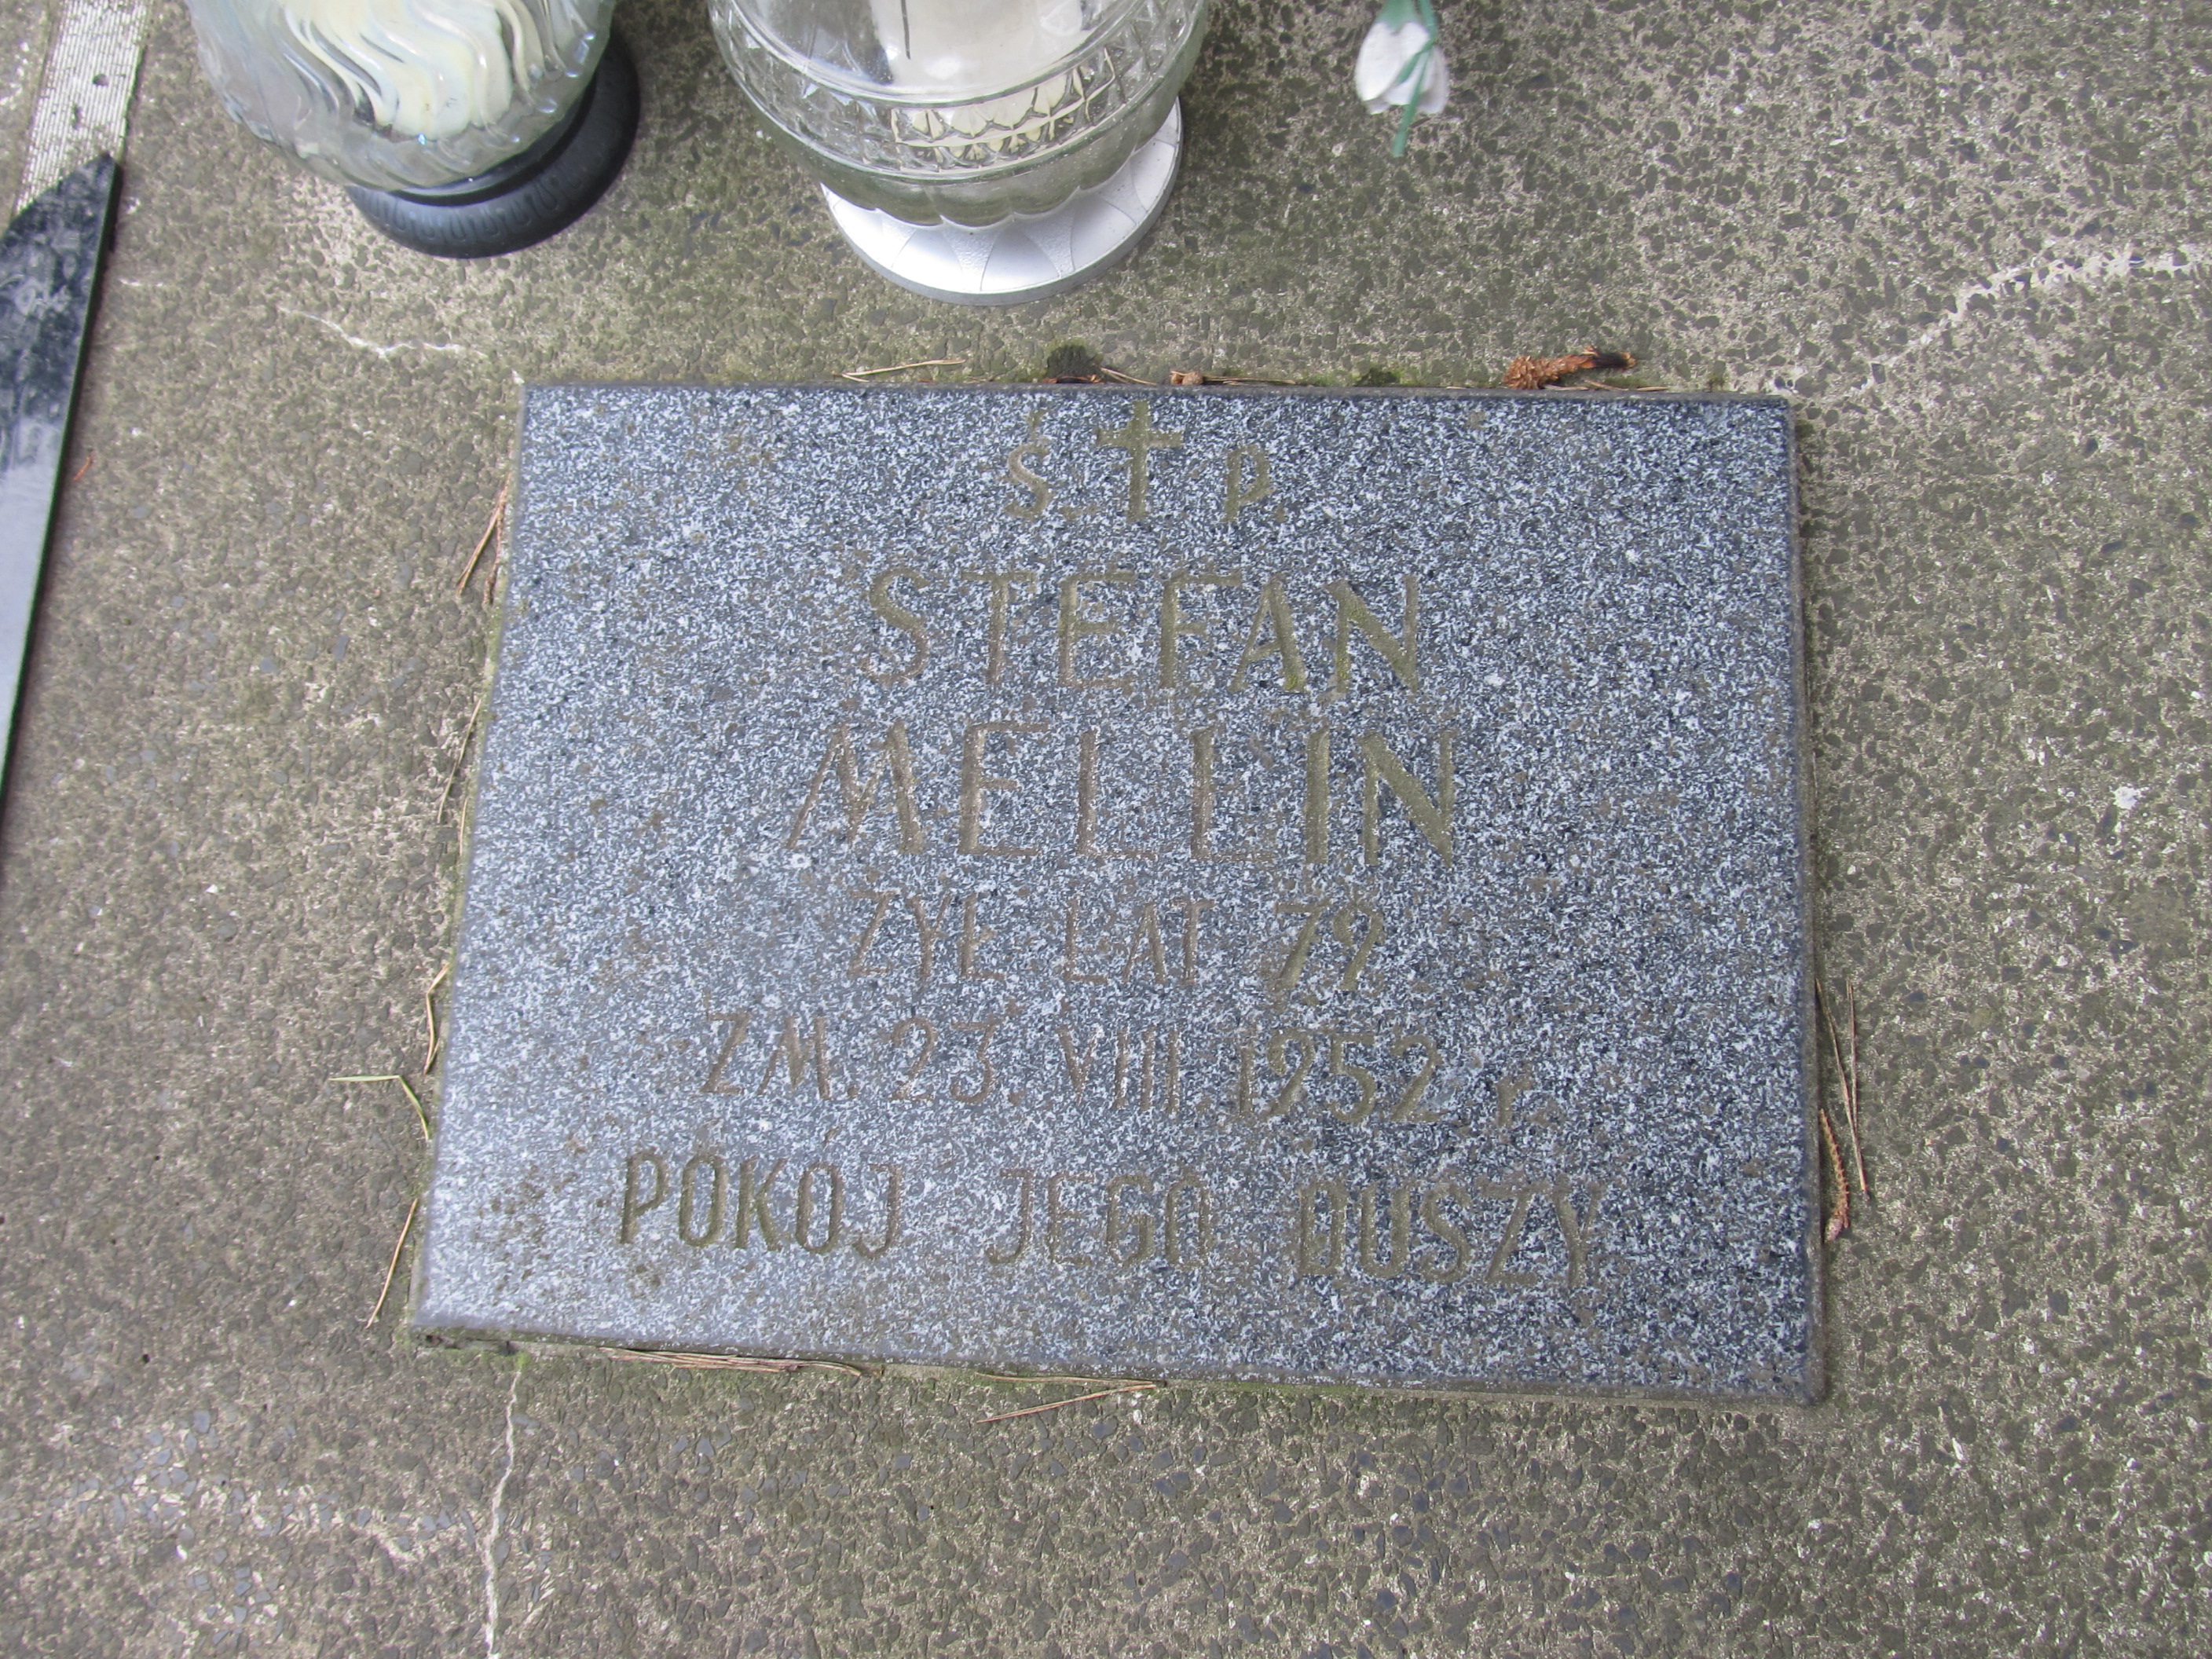 Ś. † P.
STEFAN
MELLIN
ŻYŁ LAT 79
ZM. 23. VIII. 1952 r.
POKÓJ JEGO DUSZY